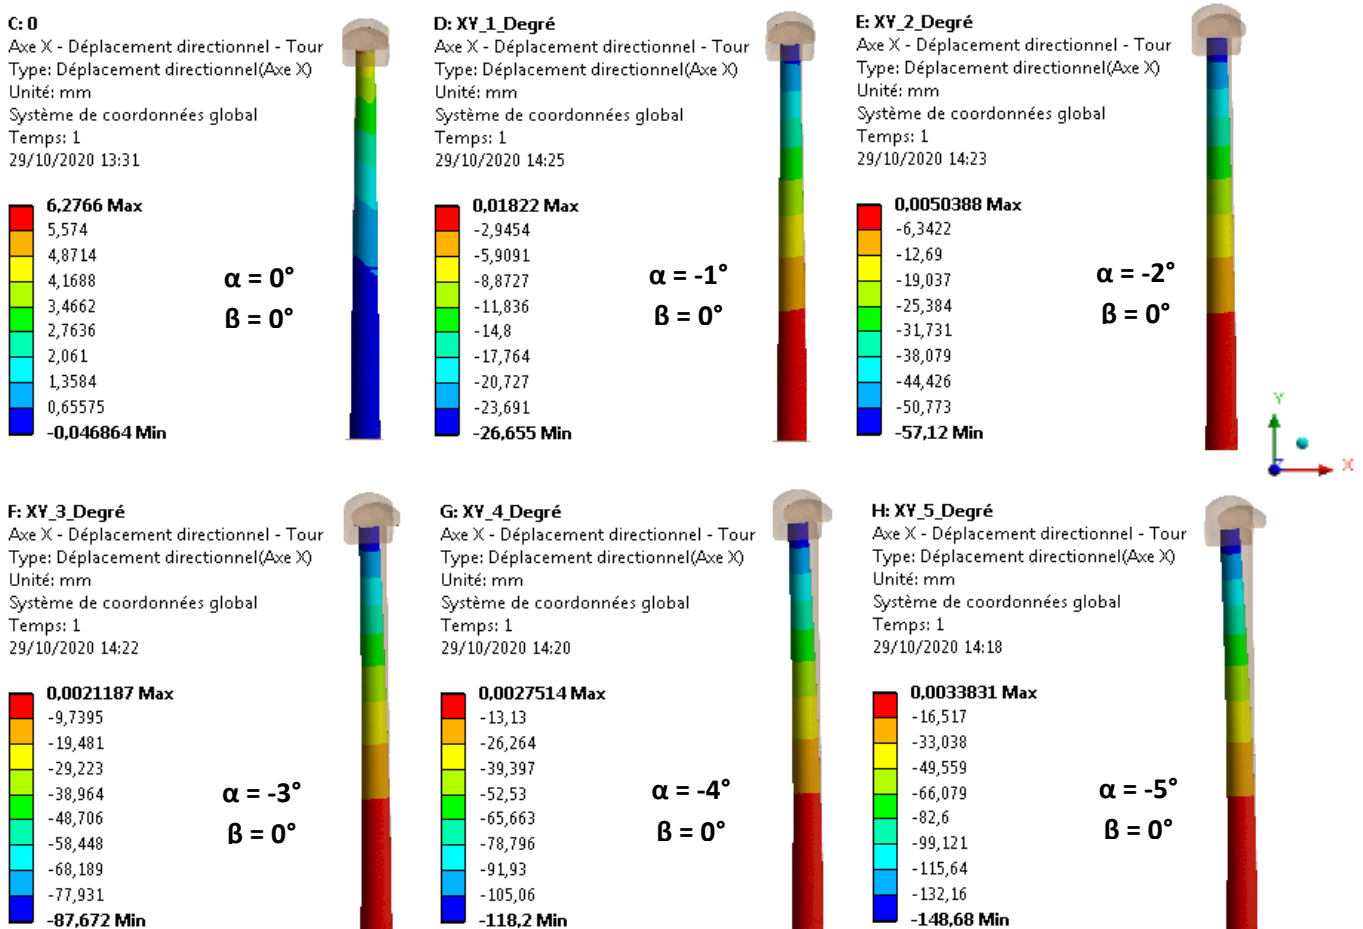 C: 0
Axe X - Déplacement directionnel - Tour
Type: Déplacement directionnel(Axe X)
Unité: mm
Système de coordonnées global
Temps: 1
29/10/2020 13:31
6,2766 Max
5,574
4,8714
4,1688
3,4662
2,7636
2,061
1,3584
0,65575
-0,046864 Min
α = 0°
ß = 0°
D: XY_1_Degré
Axe X - Déplacement directionnel - Tour
Type: Déplacement directionnel(Axe X)
Unité: mm
Système de coordonnées global
Temps: 1
29/10/2020 14:25
0,01822 Max
-2,9454
-5,9091
-8,8727
-11,836
-14,8
-17,764
-20,727
-23,691
-26,655 Min
α = -1°
ß = 0°
E: XY_2_Degré
Axe X - Déplacement directionnel - Tour
Type: Déplacement directionnel(Axe X)
Unité: mm
Système de coordonnées global
Temps: 1
29/10/2020 14:23
0,0050388 Max
-6,3422
-12,69
-19,037
-25,384
-31,731
-38,079
-44,426
-50,773
-57,12 Min
α = -2°
ß = 0°
Y
Z
X
F: XY_3_Degré
Axe X - Déplacement directionnel - Tour
Type: Déplacement directionnel(Axe X)
Unité: mm
Système de coordonnées global
Temps: 1
29/10/2020 14:22
0,0021187 Max
-9,7395
-19,481
-29,223
-38,964
-48,706
-58,448
-68,189
-77,931
-87,672 Min
α = -3°
ß = 0°
G: XY_4_Degré
Axe X - Déplacement directionnel - Tour
Type: Déplacement directionnel(Axe X)
Unité: mm
Système de coordonnées global
Temps: 1
29/10/2020 14:20
0,0027514 Max
-13,13
-26,264
-39,397
-52,53
-65,663
-78,796
-91,93
-105,06
-118,2 Min
α = -4°
ß = 0°
H: XY_5_Degré
Axe X - Déplacement directionnel - Tour
Type: Déplacement directionnel(Axe X)
Unité: mm
Système de coordonnées global
Temps: 1
29/10/2020 14:18
0,0033831 Max
-16,517
-33,038
-49,559
-66,079
-82,6
-99,121
-115,64
-132,16
-148,68 Min
α = -5°
ß = 0°